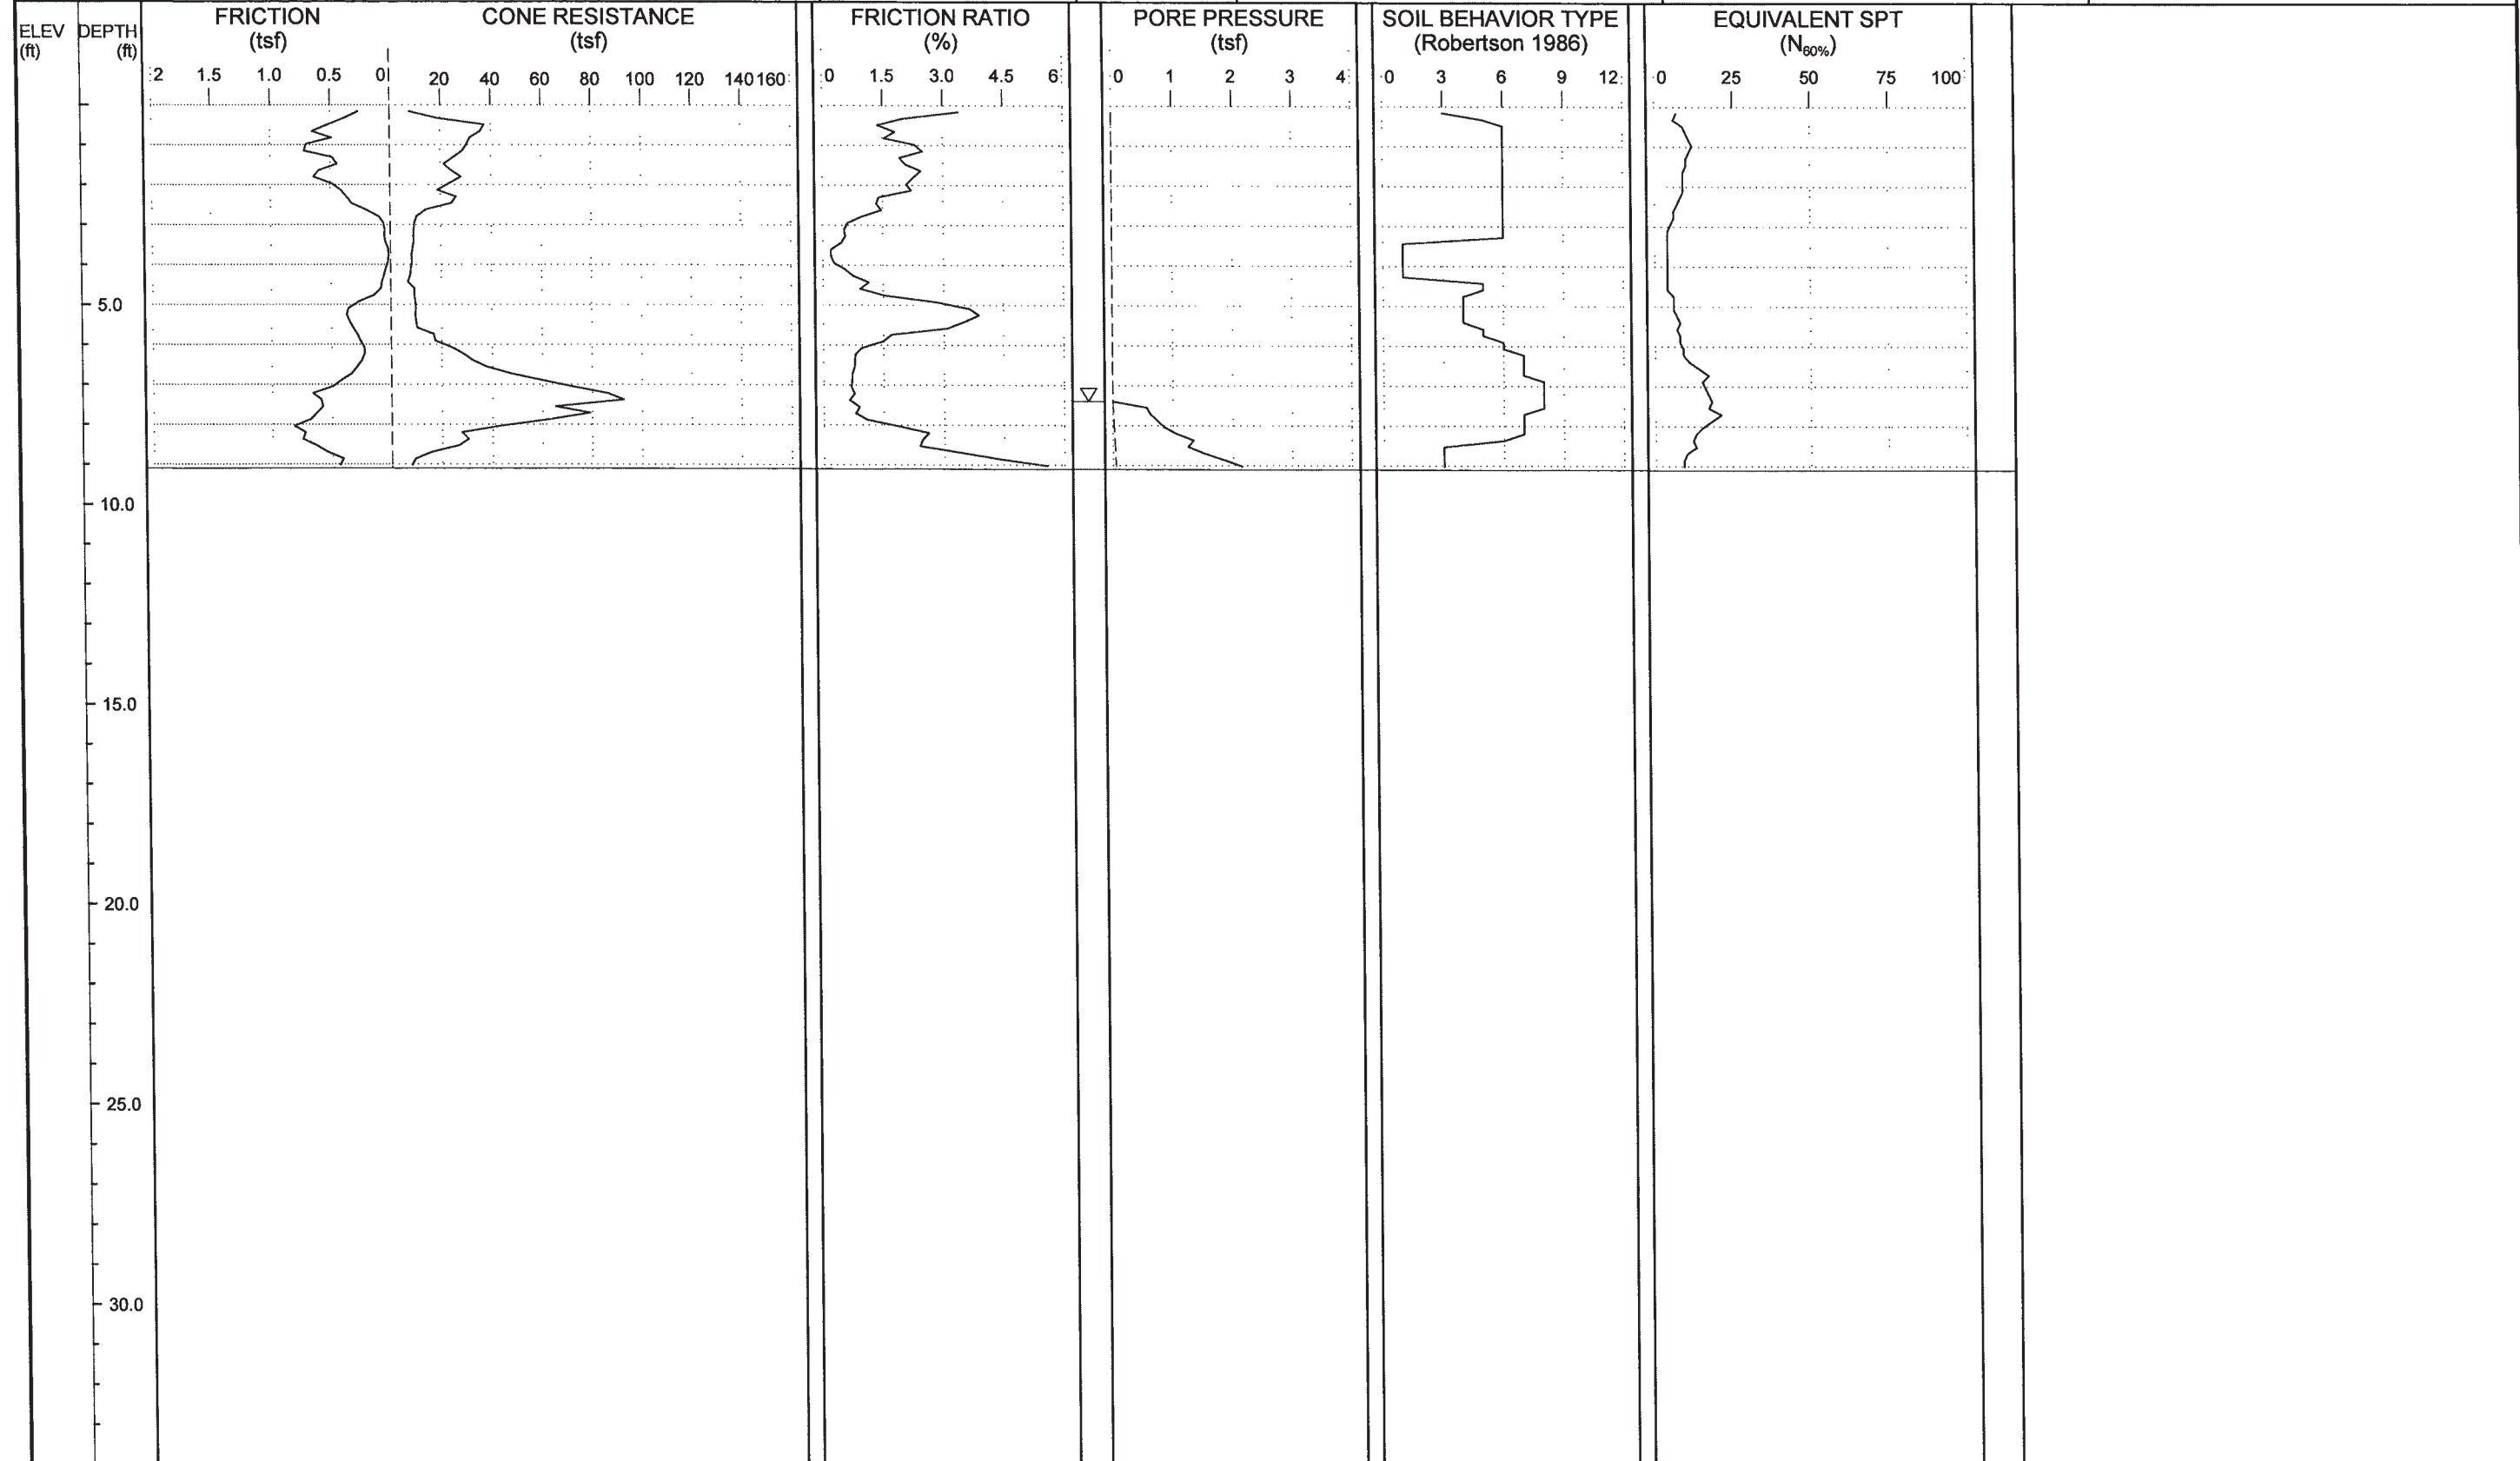 ELEV
(ft)
DEPTH
(ft)
FRICTION
(tsf)
CONE RESISTANCE
(tsf)
FRICTION RATIO
(%)
PORE PRESSURE
(tsf)
SOIL BEHAVIOR TYPE
(Robertson 1986)
EQUIVALENT SPT
(N60%)
2 1.5 1.0 0.5 0 20 40 60 80 100 120 140 160
0 1.5 3.0 4.5 6
0 1 2 3 4
0 3 6 9 12
0 25 50 75 100
5.0
10.0
15.0
20.0
25.0
30.0